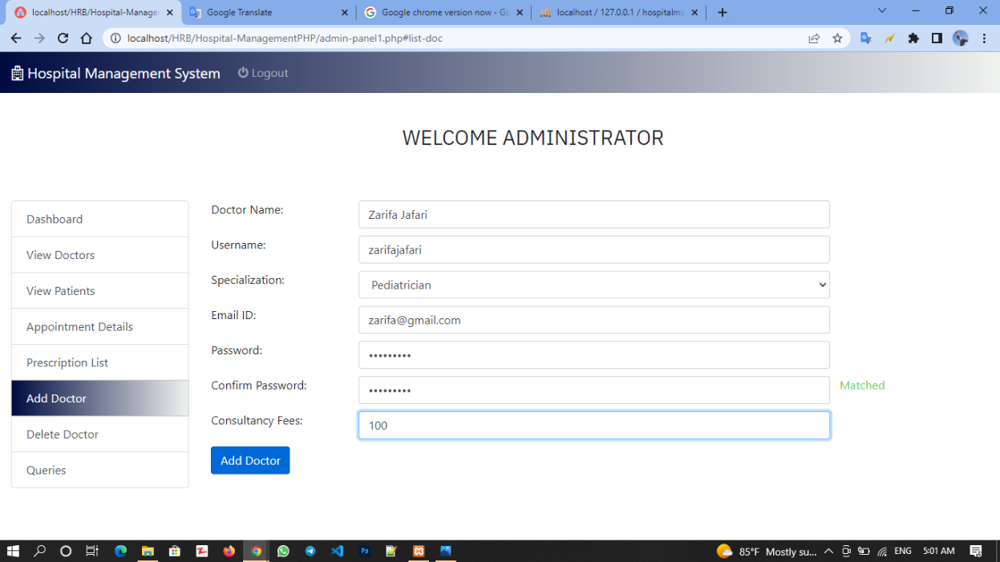 localhost/HRB/Hospital-Manager
Google Translate
Google chrome version now - Go
localhost / 127.0.0.1 / hospitalms
localhost/HRB/Hospital-ManagementPHP/admin-panel1.php#list-doc
Hospital Management System
Logout
WELCOME ADMINISTRATOR
Dashboard
View Doctors
View Patients
Appointment Details
Prescription List
Add Doctor
Delete Doctor
Queries
Doctor Name: Zarifa Jafari
Username: zarifajafari
Specialization: Pediatrician
Email ID: zarifa@gmail.com
Password: •••••••••
Confirm Password: ••••••••• Matched
Consultancy Fees: 100
Add Doctor
85°F Mostly su... ENG 5:01 AM